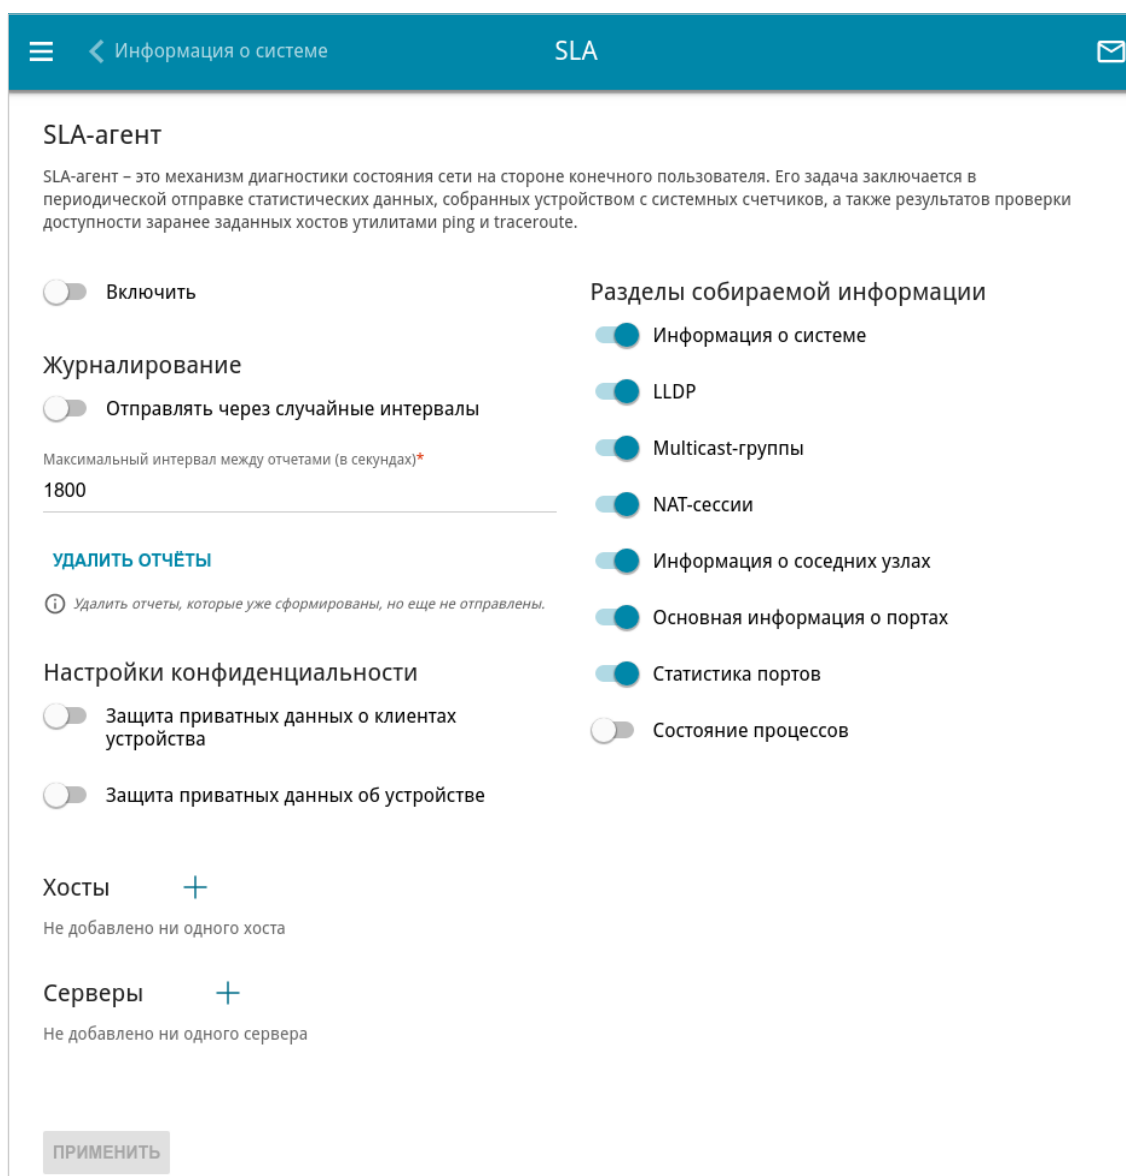 Информация о системе
SLA
SLA-агент
SLA-агент – это механизм диагностики состояния сети на стороне конечного пользователя. Его задача заключается в
периодической отправке статистических данных, собранных устройством с системных счетчиков, а также результатов проверки
доступности заранее заданных хостов утилитами ping и traceroute.
Включить
Журналирование
Отправлять через случайные интервалы
Максимальный интервал между отчетами (в секундах)*
1800
УДАЛИТЬ ОТЧЁТЫ
Удалить отчеты, которые уже сформированы, но еще не отправлены.
Настройки конфиденциальности
Защита приватных данных о клиентах
устройства
Защита приватных данных об устройстве
Хосты
Не добавлено ни одного хоста
Серверы
Не добавлено ни одного сервера
ПРИМЕНИТЬ
Разделы собираемой информации
Информация о системе
LLDP
Multicast-группы
NAT-сессии
Информация о соседних узлах
Основная информация о портах
Статистика портов
Состояние процессов